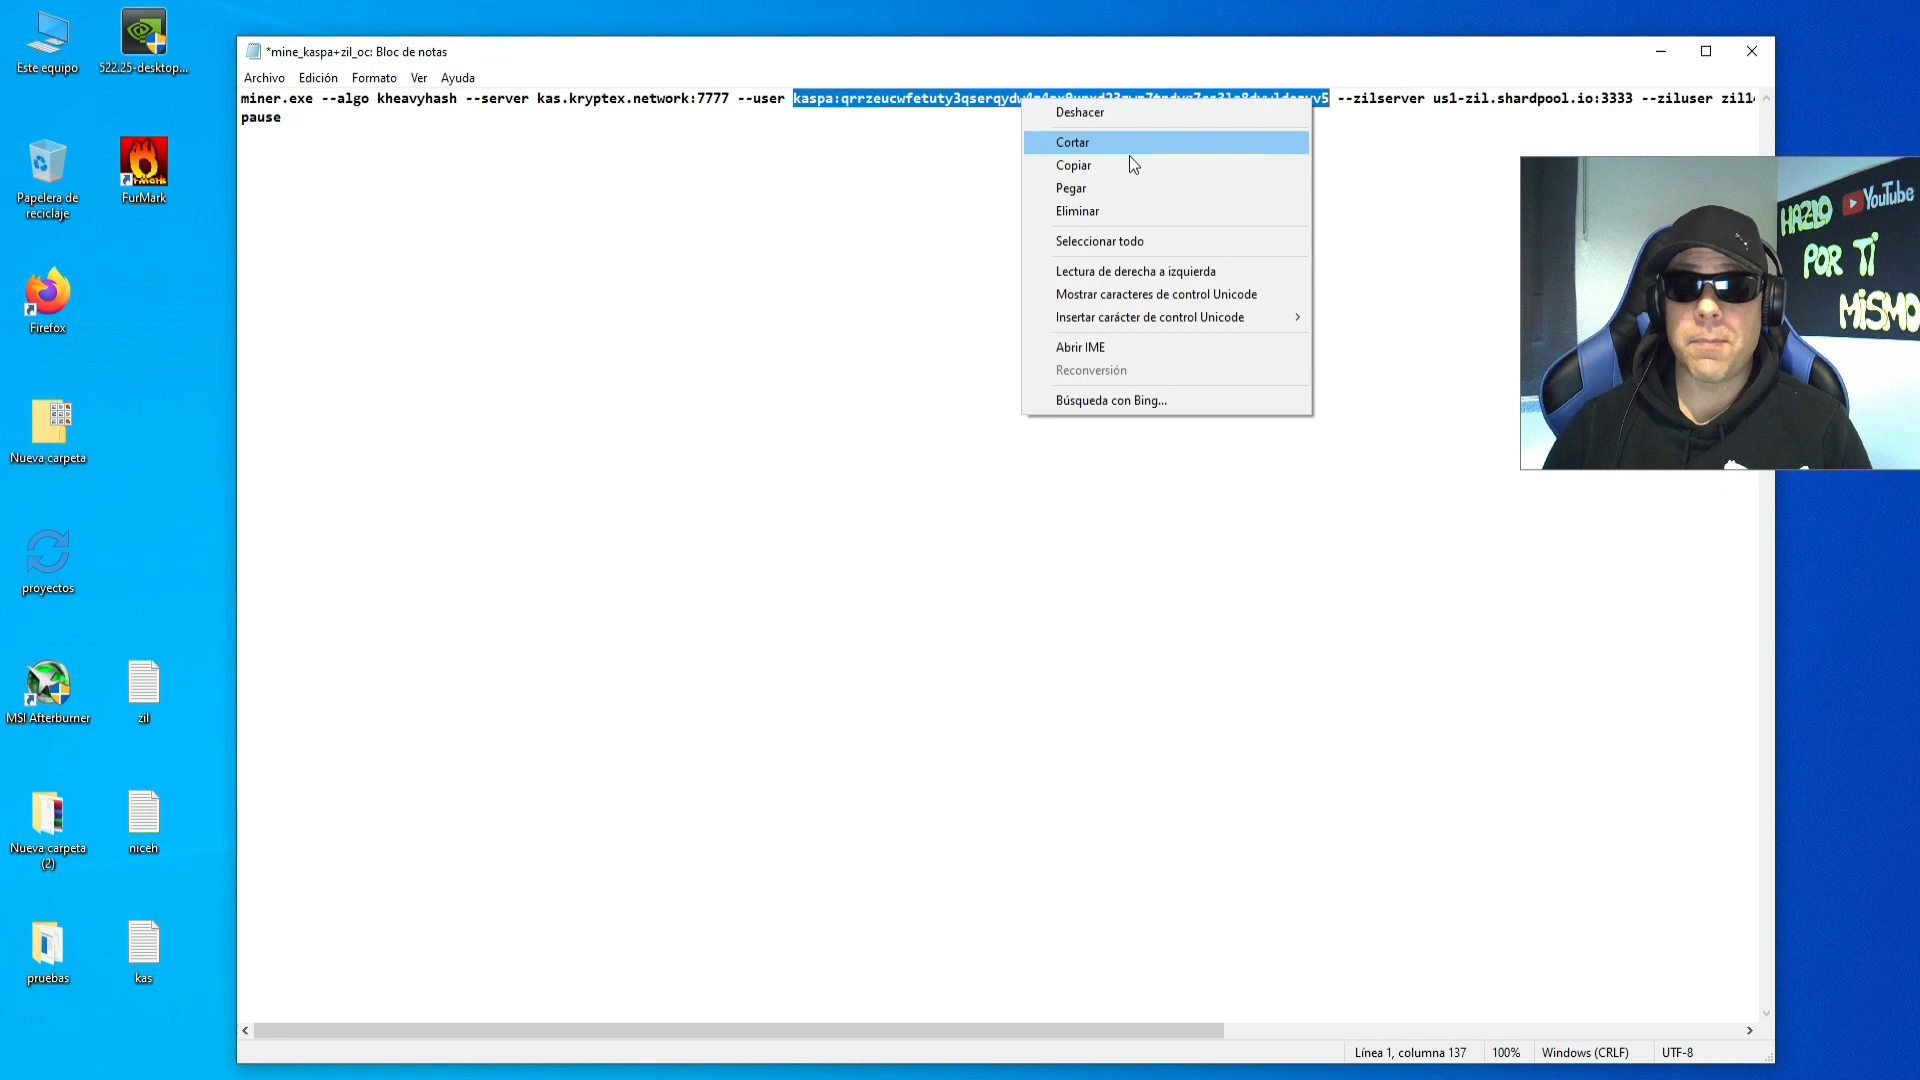 Este equipo
522.25-desktop...
Papelera de
reciclaje
FurMark
Firefox
Nueva carpeta
proyectos
MSI Afterburner
zil
Nueva carpeta
(2)
niceh
pruebas
kas
*mine_kaspa+zil_oc: Bloc de notas
Archivo Edición Formato Ver Ayuda
miner.exe --algo kheavyhash --server kas.kryptex.network:7777 --user --zilserver us1-zil.shardpool.io:3333 --ziluser
pause
Deshacer
Cortar
Copiar
Pegar
Eliminar
Seleccionar todo
Lectura de derecha a izquierda
Mostrar caracteres de control Unicode
Insertar carácter de control Unicode
Abrir IME
Reconversión
Búsqueda con Bing...
HAZLO
YouTube
POR TI
MISMO
Línea 1, columna 137
100%
Windows (CRLF)
UTF-8